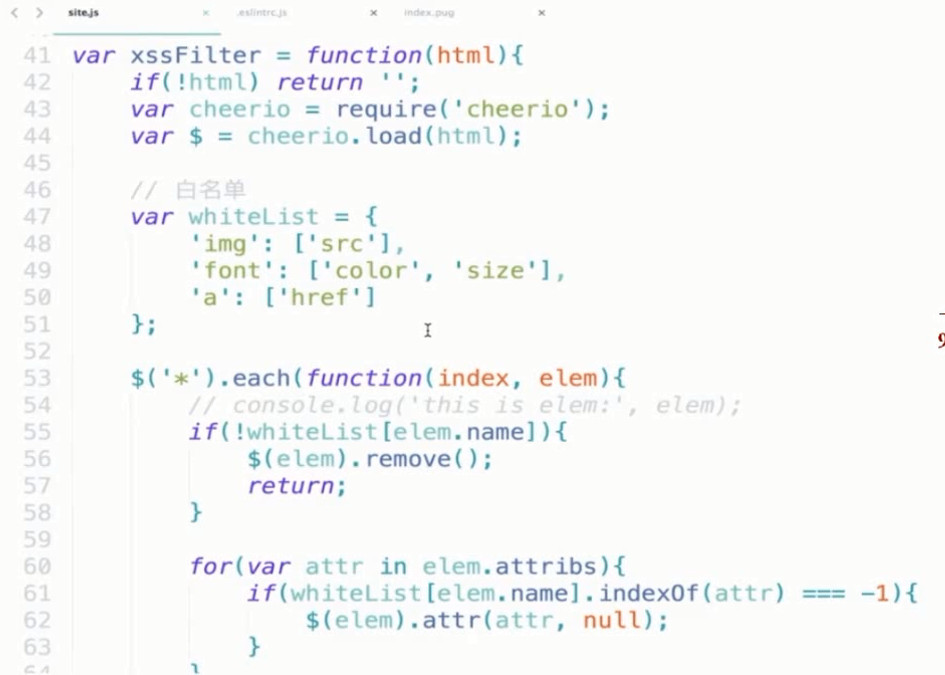 site.js × .eslintrc.js × index.pug ×
41 var xssFilter = function(html){
42 if(!html) return '';
43 var cheerio = require('cheerio');
44 var $ = cheerio.load(html);
45
46 // 白名单
47 var whiteList = {
48 'img': ['src'],
49 'font': ['color', 'size'],
50 'a': ['href']
51 };
52
53 $('*').each(function(index, elem){
54 // console.log('this is elem:', elem);
55 if(!whiteList[elem.name]){
56 $(elem).remove();
57 return;
58 }
59
60 for(var attr in elem.attribs){
61 if(whiteList[elem.name].indexOf(attr) === -1){
62 $(elem).attr(attr, null);
63 }
64 }